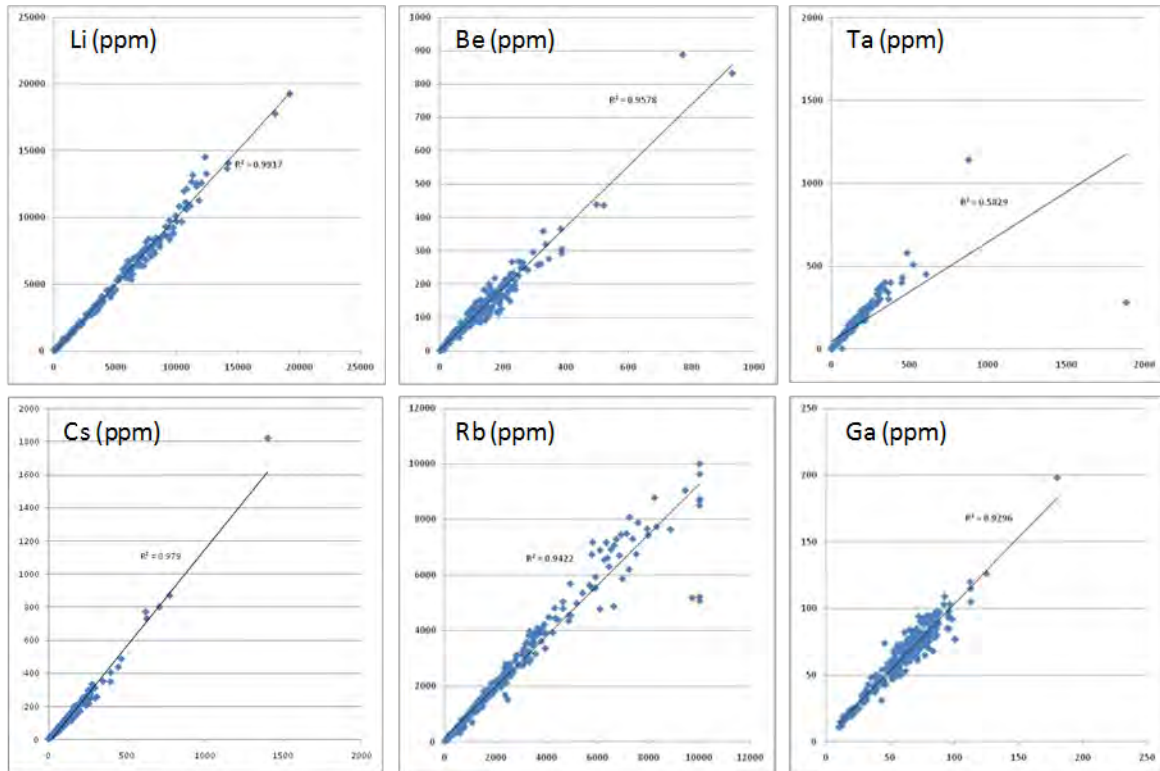 Li (ppm)
25000
20000
15000
10000
5000
0
R² = 0.9917
0 5000 10000 15000 20000 25000
Be (ppm)
1000
900
800
700
600
500
400
300
200
100
0
R² = 0.9578
0 200 400 600 800 1000
Ta (ppm)
2000
1500
1000
500
0
R² = 0.5829
0 500 1000 1500 2000
Cs (ppm)
2000
1800
1600
1400
1200
1000
800
600
400
200
0
R² = 0.979
0 500 1000 1500 2000
Rb (ppm)
12000
10000
8000
6000
4000
2000
0
R² = 0.9422
0 2000 4000 6000 8000 10000 12000
Ga (ppm)
250
200
150
100
50
0
R² = 0.9296
0 50 100 150 200 250